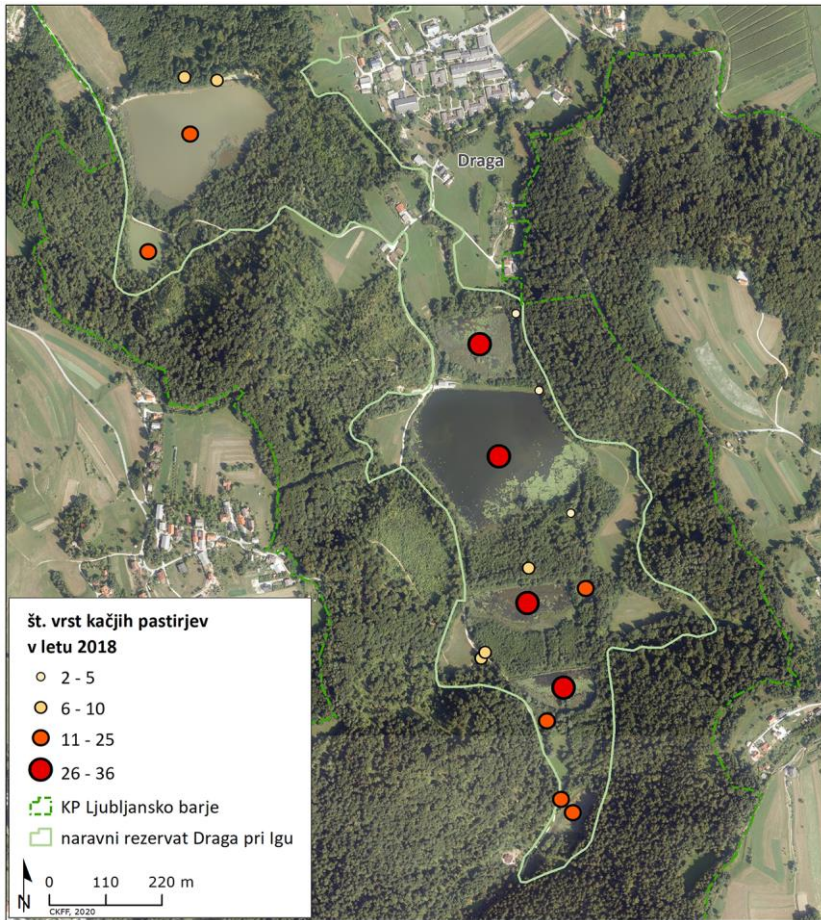 Draga
št. vrst kačjih pastirjev
v letu 2018
2 - 5
6 - 10
11 - 25
26 - 36
KP Ljubljansko barje
naravni rezervat Draga pri Igu
N
0 110 220 m
CKFF, 2020